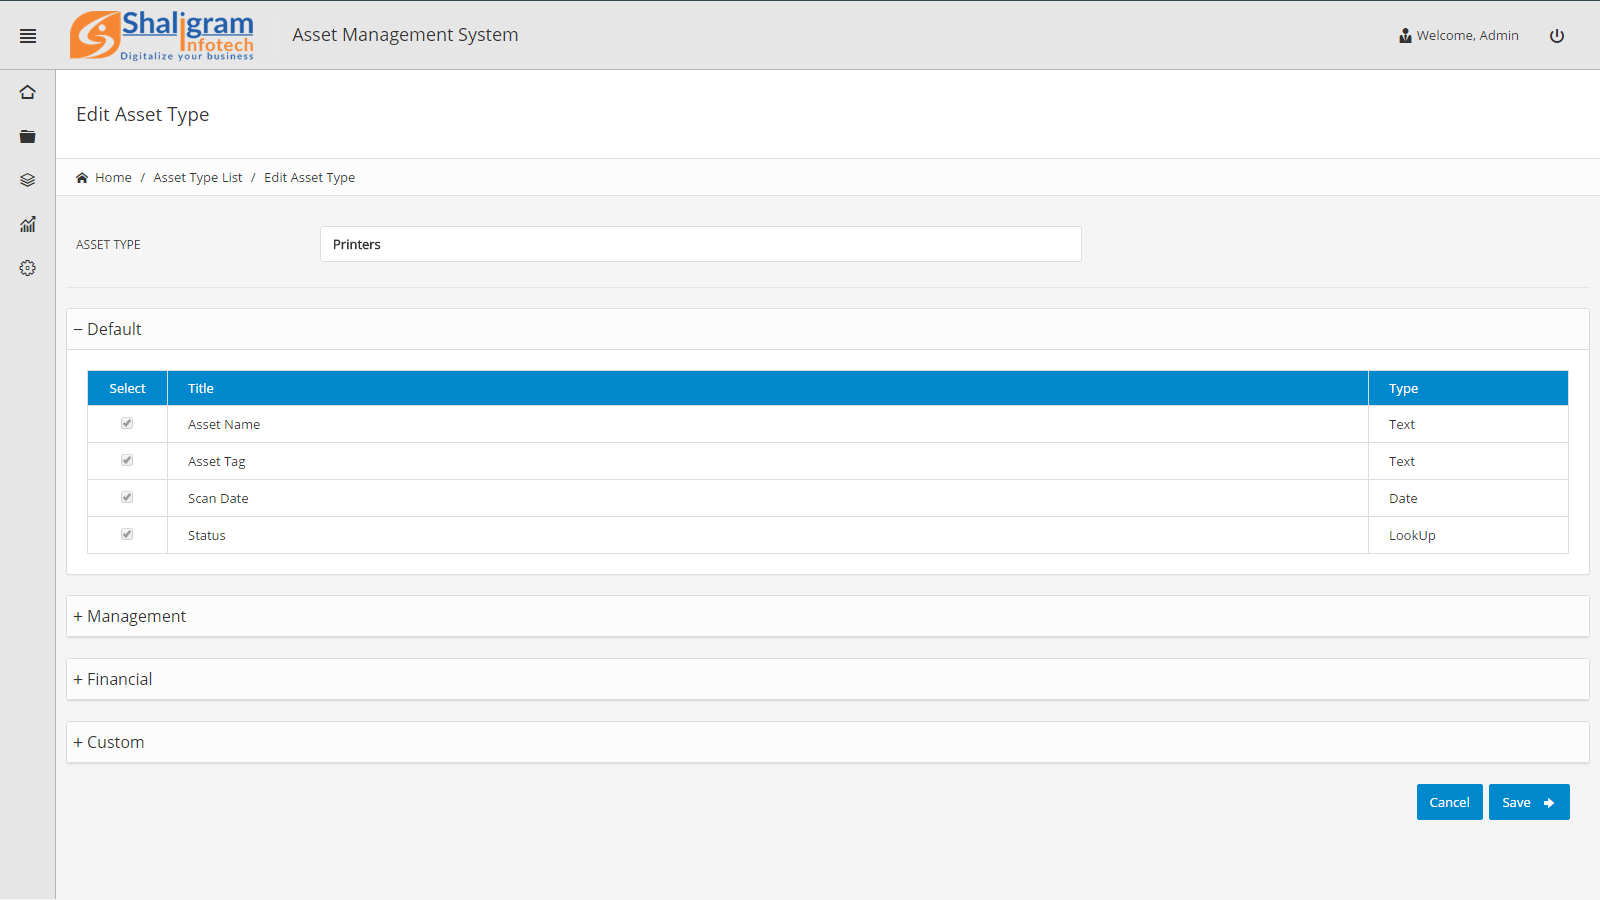 Shaligram
Infotech
Digitalize your business
Asset Management System
Welcome, Admin
Edit Asset Type
Home / Asset Type List / Edit Asset Type
ASSET TYPE
Printers
– Default
Select Title Type
Asset Name Text
Asset Tag Text
Scan Date Date
Status LookUp
+ Management
+ Financial
+ Custom
Cancel Save